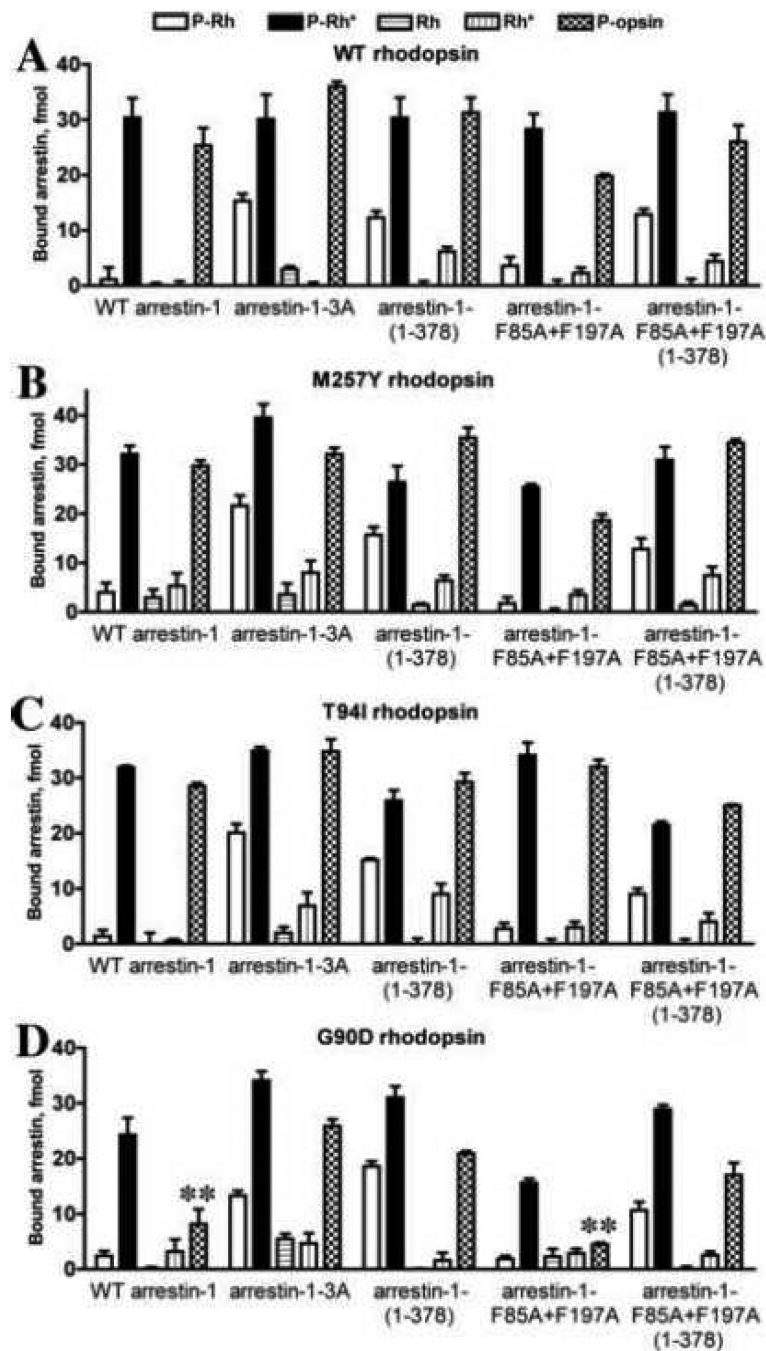 P-Rh P-Rh* Rh Rh* P-opsin
A
WT rhodopsin
Bound arrestin, fmol
40
30
20
10
0
WT arrestin-1 arrestin-1-3A arrestin-1-(1-378) arrestin-1-F85A+F197A arrestin-1-F85A+F197A (1-378)
B
M257Y rhodopsin
Bound arrestin, fmol
40
30
20
10
0
WT arrestin-1 arrestin-1-3A arrestin-1-(1-378) arrestin-1-F85A+F197A arrestin-1-F85A+F197A (1-378)
C
T94I rhodopsin
Bound arrestin, fmol
40
30
20
10
0
WT arrestin-1 arrestin-1-3A arrestin-1-(1-378) arrestin-1-F85A+F197A arrestin-1-F85A+F197A (1-378)
D
G90D rhodopsin
Bound arrestin, fmol
40
30
20
10
0
** **
WT arrestin-1 arrestin-1-3A arrestin-1-(1-378) arrestin-1-F85A+F197A arrestin-1-F85A+F197A (1-378)